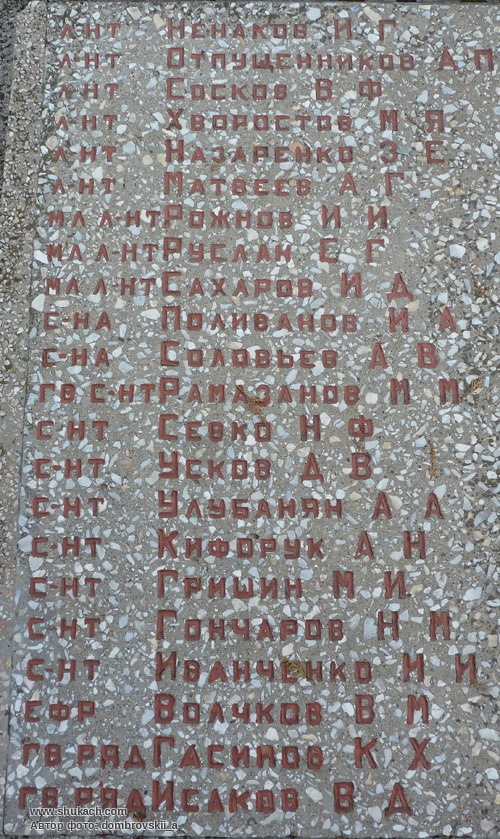 Л-НТ НЕНАКОВ И Г
Л-НТ ОТПУЩЕННИКОВ А П
Л-НТ СОСКОВ В Ф
Л-НТ ХВОРОСТОВ М Я
Л-НТ НАЗАРЕНКО З Е
Л-НТ МАТВЕЕВ А Г
МЛ Л-НТ РОЖНОВ И И
МЛ Л-НТ РУСЛАН Е Г
МЛ Л-НТ САХАРОВ И Д
С-НА ПОЛИВАНОВ И А
С-НА СОЛОВЬЕВ А В
ГВ С-НТ РАМАЗАНОВ М М
С-НТ СЕВКО Н Ф
С-НТ УСКОВ Д В
С-НТ УЛУБАНЯН А А
С-НТ КИФОРУК А Н
С-НТ ГРИШИН М И
С-НТ ГОНЧАРОВ Н М
С-НТ ИВАНЧЕНКО Н И
ЕФР ВОЛЧКОВ В М
ГВ РЯД ГАСИМОВ К Х
ГВ РЯД ИСАКОВ В Д
www.shukach.com
Автор фото: dombrovskii_a